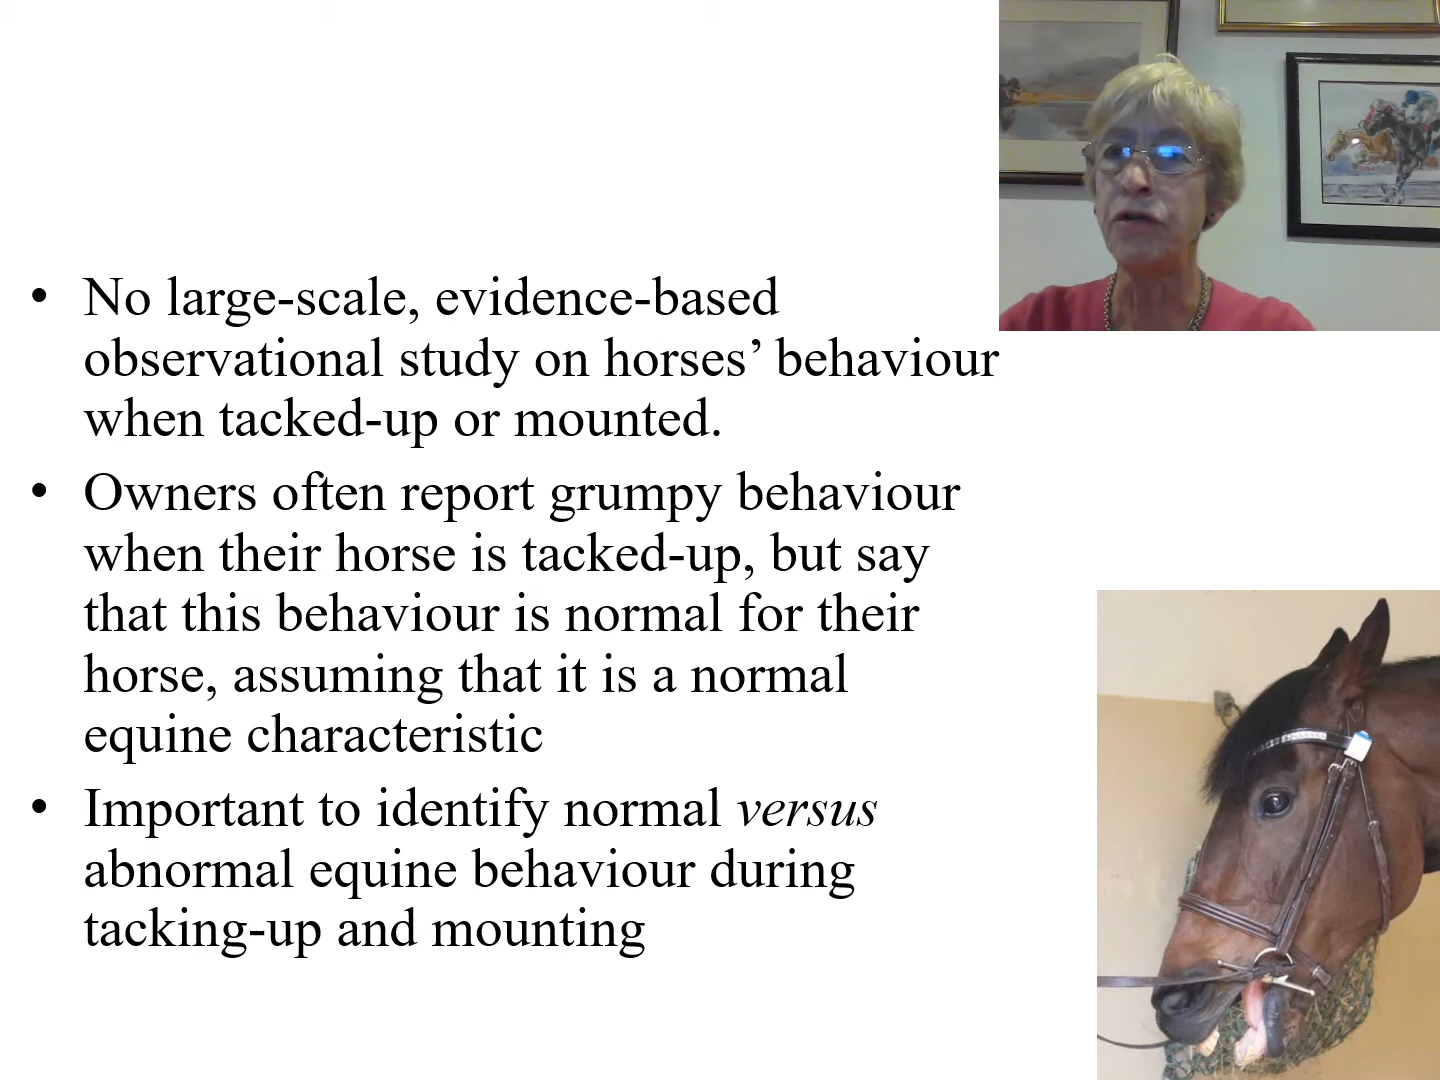 • No large-scale, evidence-based
observational study on horses’ behaviour
when tacked-up or mounted.
• Owners often report grumpy behaviour
when their horse is tacked-up, but say
that this behaviour is normal for their
horse, assuming that it is a normal
equine characteristic
• Important to identify normal versus
abnormal equine behaviour during
tacking-up and mounting